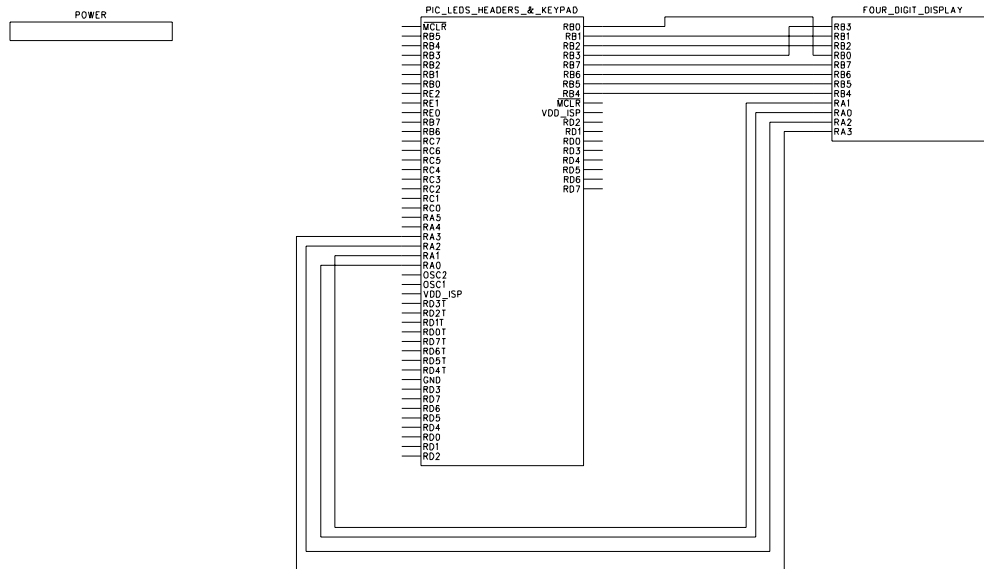 POWER
PIC_LEDS_HEADERS_&_KEYPAD
FOUR_DIGIT_DISPLAY
MCLR
RB5
RB4
RB3
RB2
RB1
RB0
RE2
RE1
RE0
RB7
RB6
RC7
RC6
RC5
RC4
RC3
RC2
RC1
RC0
RA5
RA4
RA3
RA2
RA1
RA0
OSC2
OSC1
VDD_ISP
RD3T
RD2T
RD1T
RD0T
RD7T
RD6T
RD5T
RD4T
GND
RD3
RD7
RD6
RD5
RD4
RD0
RD1
RD2
RB0
RB1
RB2
RB3
RB7
RB6
RB5
RB4
MCLR
VDD_ISP
RD2
RD1
RD0
RD3
RD4
RD5
RD6
RD7
RB3
RB1
RB2
RB0
RB7
RB6
RB5
RB4
RA1
RA0
RA2
RA3